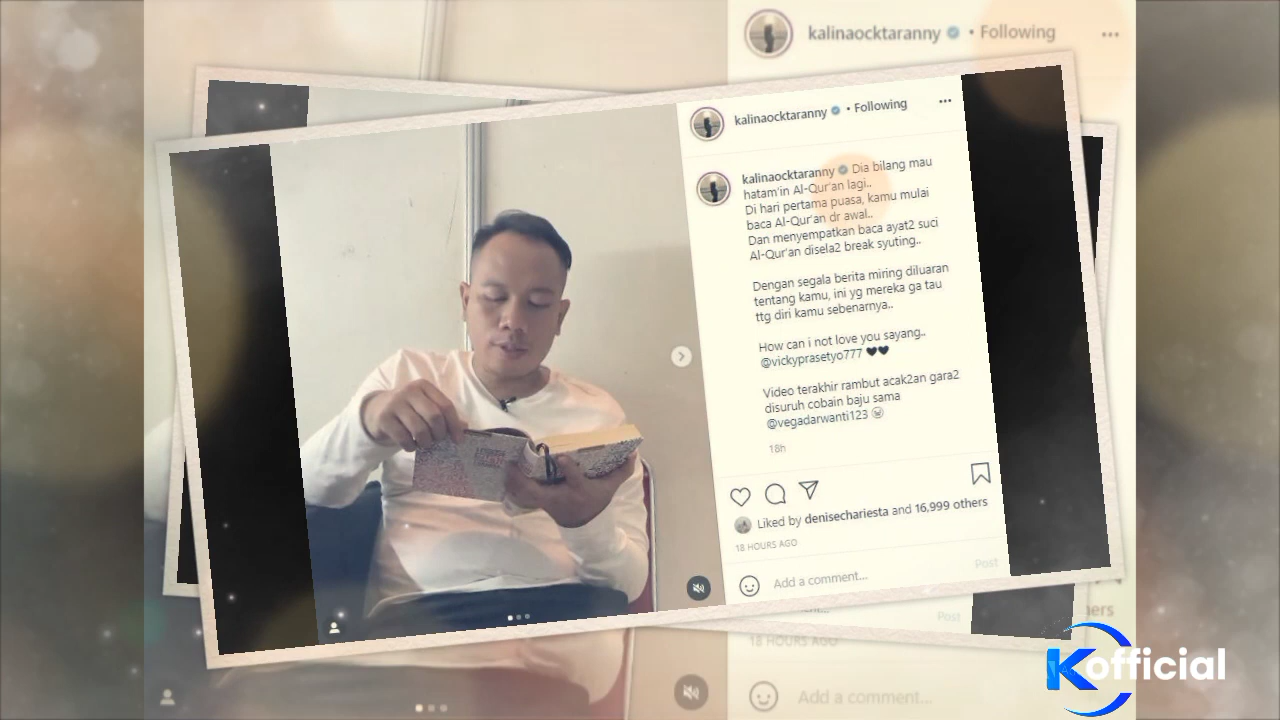 kalinaocktaranny • Following
kalinaocktaranny • Following
kalinaocktaranny Dia bilang mau
hatam'in Al-Qur'an lagi..
Di hari pertama puasa, kamu mulai
baca Al-Qur'an dr awal..
Dan menyempatkan baca ayat2 suci
Al-Qur'an disela2 break syuting..
Dengan segala berita miring diluaran
tentang kamu, ini yg mereka ga tau
ttg diri kamu sebenarnya..
How can i not love you sayang..
@vickyprasetyo777 🖤🖤
Video terakhir rambut acak2an gara2
disuruh cobain baju sama
@vegadarwanti123
18h
Liked by denisechariesta and 16,999 others
18 HOURS AGO
Add a comment...
Post
Post
hers
18 HOURS AGO
Add a comment...
Kofficial